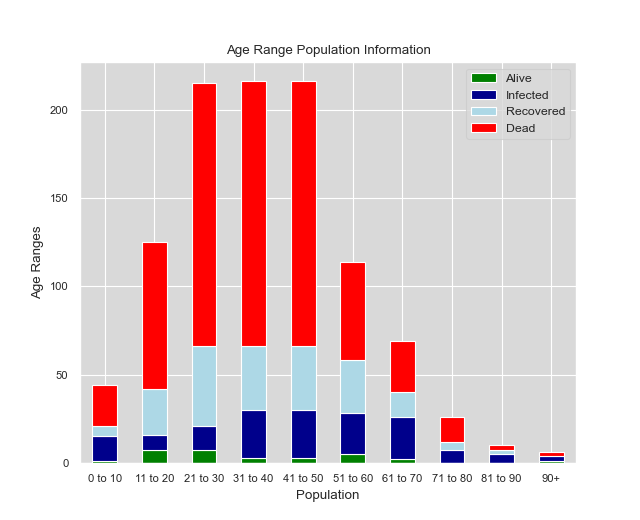 Age Range Population Information
Alive
Infected
Recovered
Dead
200
150
100
50
0
Age Ranges
0 to 10 11 to 20 21 to 30 31 to 40 41 to 50 51 to 60 61 to 70 71 to 80 81 to 90 90+
Population